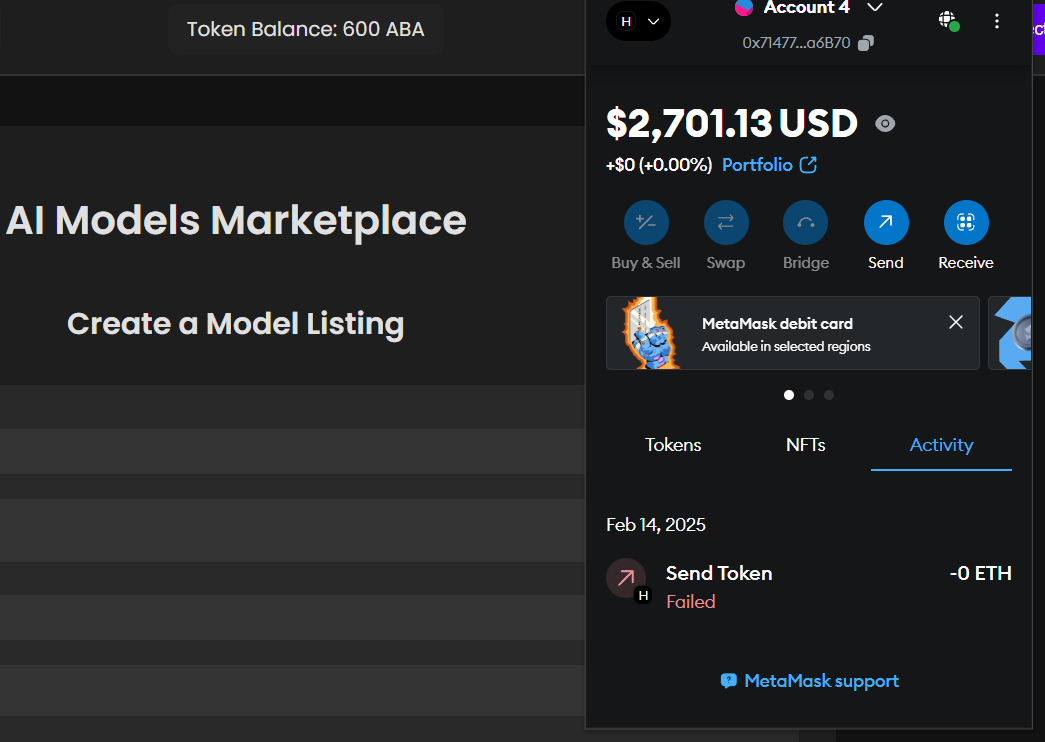 Token Balance: 600 ABA
AI Models Marketplace
Create a Model Listing
H
Account 4
0x71477...a6B70
$2,701.13 USD
+$0 (+0.00%) Portfolio
Buy & Sell Swap Bridge Send Receive
MetaMask debit card
Available in selected regions
Tokens NFTs Activity
Feb 14, 2025
Send Token -0 ETH
H
Failed
MetaMask support